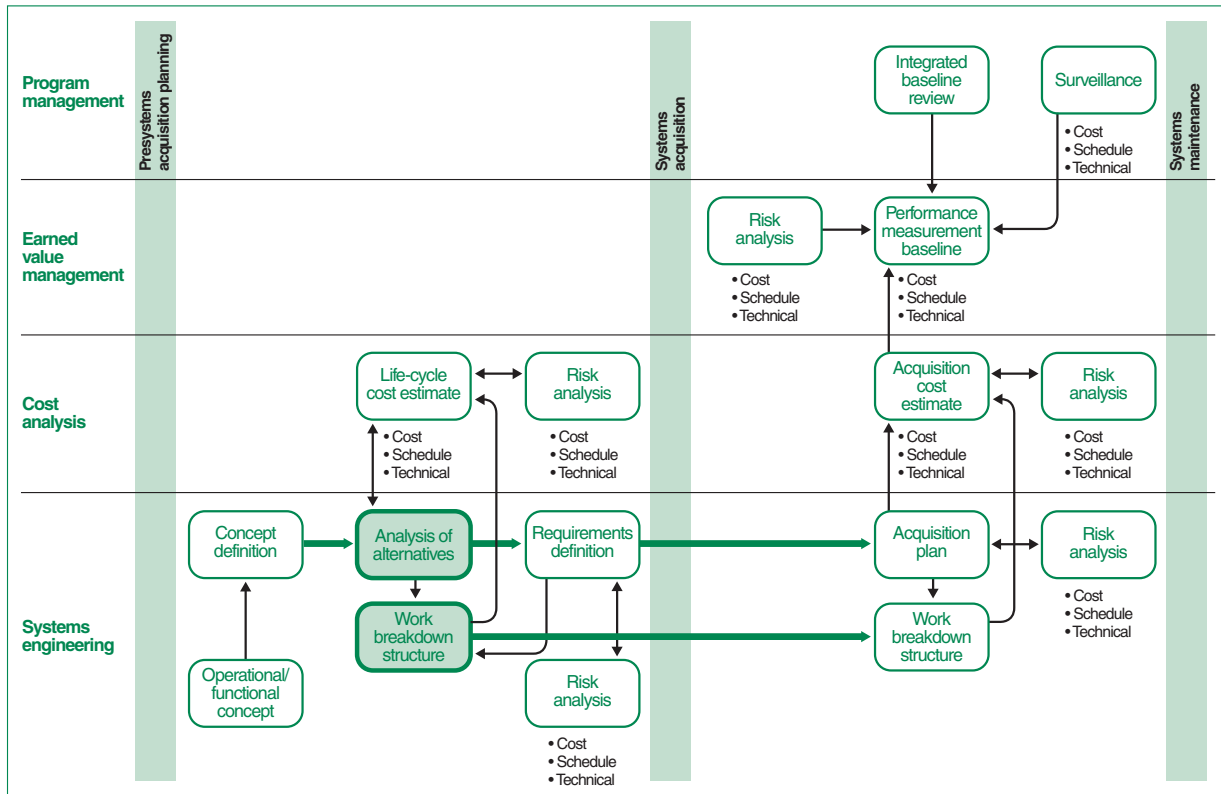 Presystems
acquisition planning
Systems
acquisition
Systems
maintenance
Program
management
Integrated
baseline
review
Surveillance
• Cost
• Schedule
• Technical
Earned
value
management
Risk
analysis
• Cost
• Schedule
• Technical
Performance
measurement
baseline
• Cost
• Schedule
• Technical
Cost
analysis
Life-cycle
cost estimate
• Cost
• Schedule
• Technical
Risk
analysis
• Cost
• Schedule
• Technical
Acquisition
cost
estimate
• Cost
• Schedule
• Technical
Risk
analysis
• Cost
• Schedule
• Technical
Systems
engineering
Concept
definition
Analysis of
alternatives
Requirements
definition
Acquisition
plan
Risk
analysis
• Cost
• Schedule
• Technical
Operational/
functional
concept
Work
breakdown
structure
Risk
analysis
• Cost
• Schedule
• Technical
Work
breakdown
structure